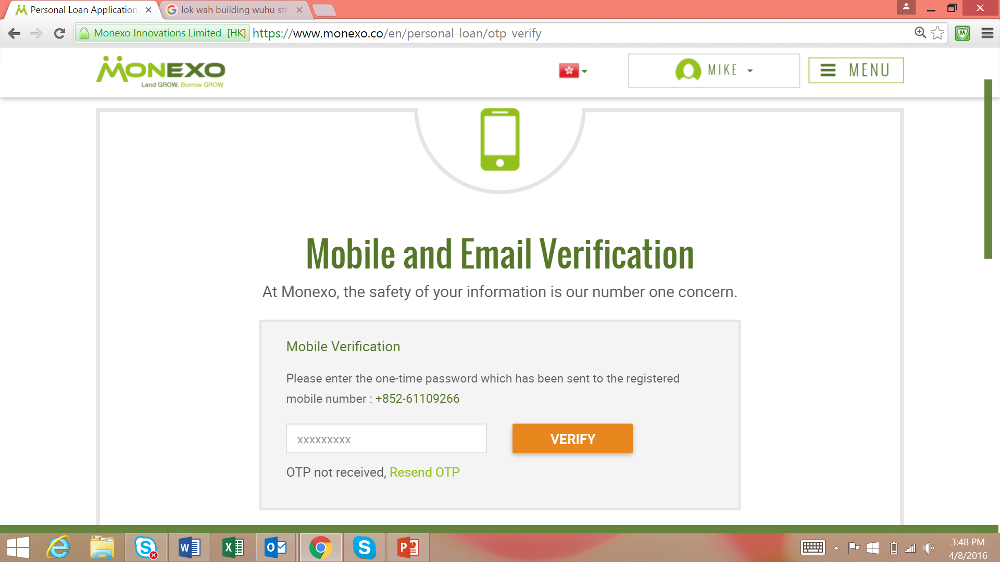 Personal Loan Application
lok wah building wuhu str
Monexo Innovations Limited [HK]
https://www.monexo.co/en/personal-loan/otp-verify
MONEXO
Lend GROW. Borrow GROW
MIKE
MENU
Mobile and Email Verification
At Monexo, the safety of your information is our number one concern.
Mobile Verification
Please enter the one-time password which has been sent to the registered
mobile number : +852-61109266
xxxxxxxxx
VERIFY
OTP not received, Resend OTP
3:48 PM
4/8/2016